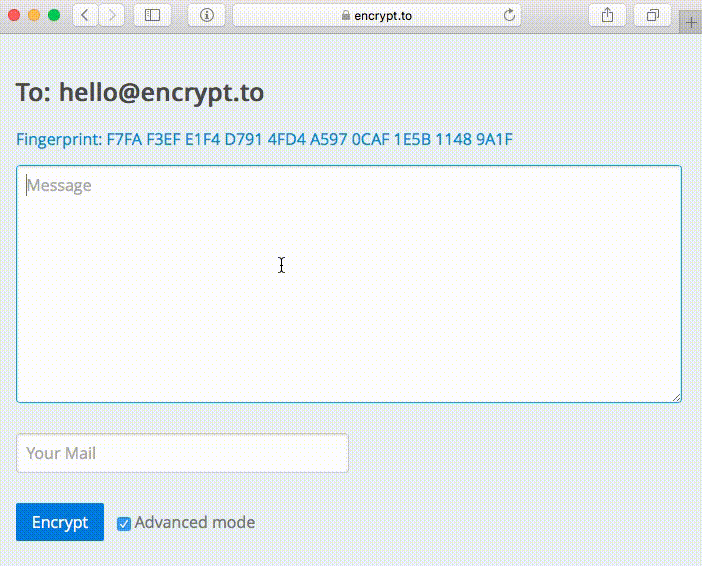 encrypt.to
To: hello@encrypt.to
Fingerprint: F7FA F3EF E1F4 D791 4FD4 A597 0CAF 1E5B 1148 9A1F
Message
Your Mail
Encrypt
Advanced mode